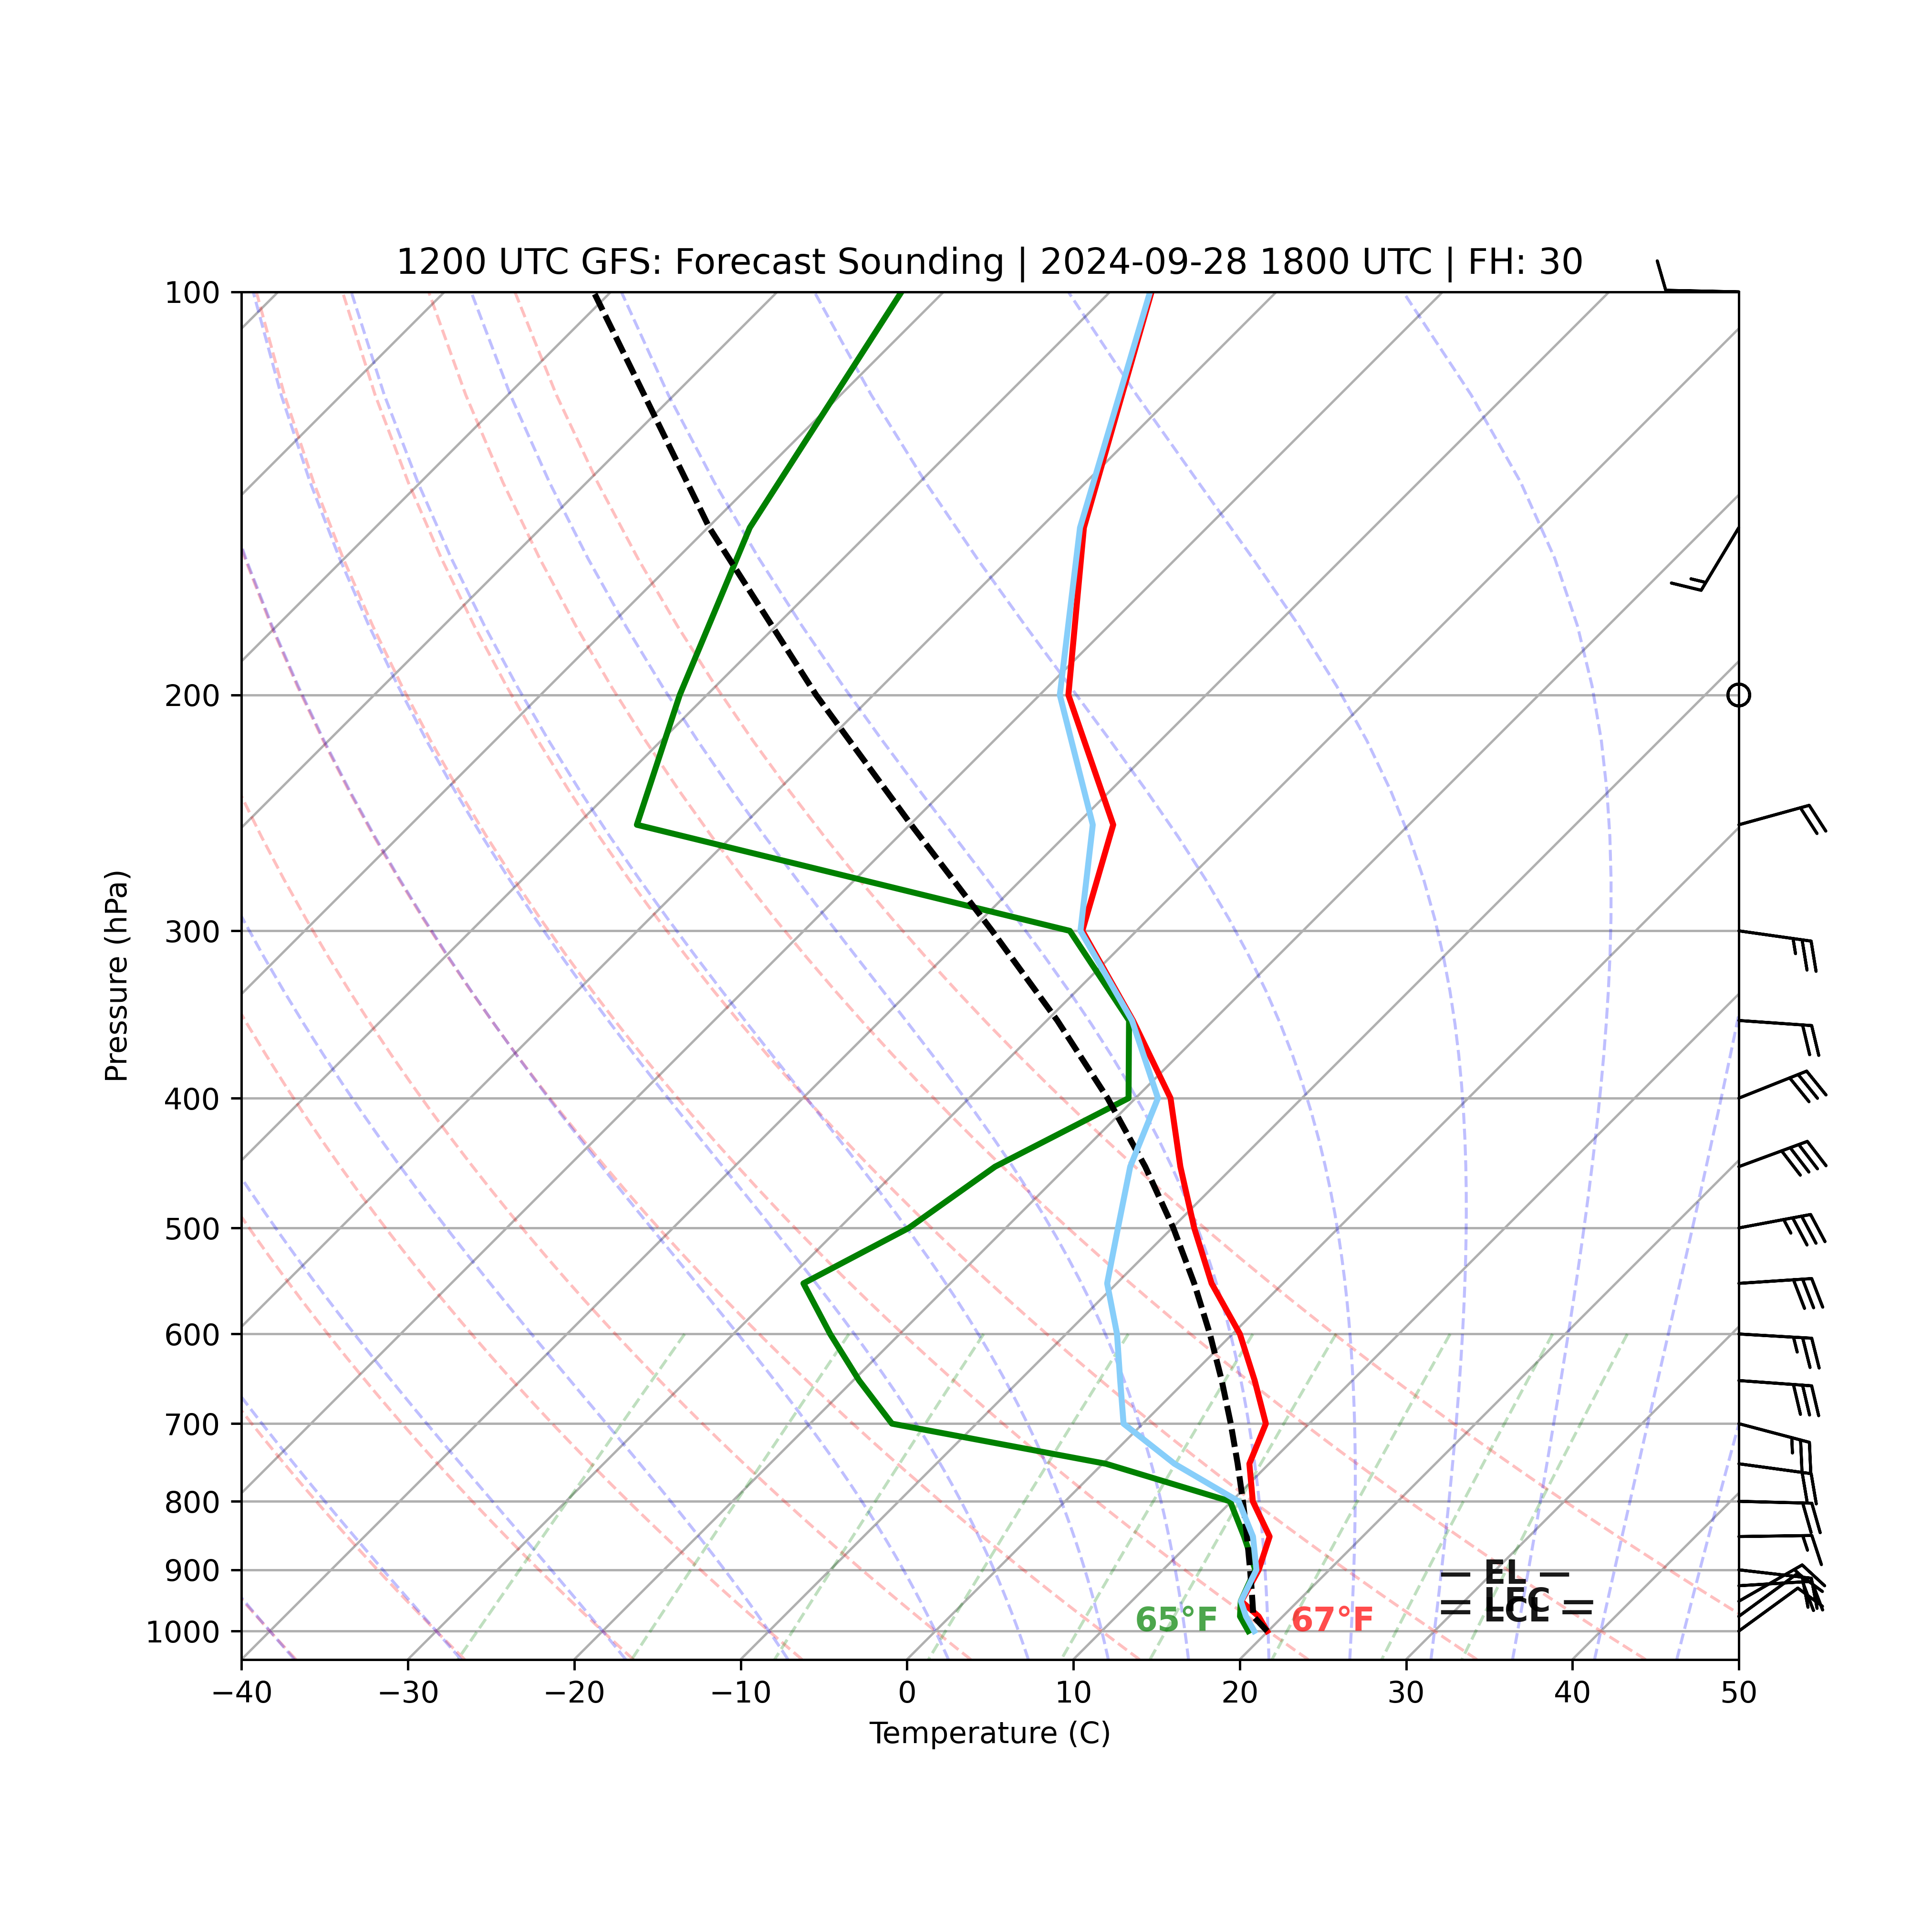 1200 UTC GFS: Forecast Sounding | 2024-09-28 1800 UTC | FH: 30
100
200
300
400
500
600
700
800
900
1000
Pressure (hPa)
— EL —
— LFC —
— LCL —
65°F
67°F
−40 −30 −20 −10 0 10 20 30 40 50
Temperature (C)